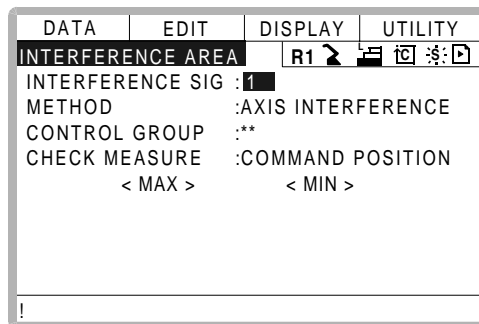 DATA EDIT DISPLAY UTILITY
INTERFERENCE AREA R1 C S
INTERFERENCE SIG :1
METHOD :AXIS INTERFERENCE
CONTROL GROUP :**
CHECK MEASURE :COMMAND POSITION
< MAX > < MIN >
!